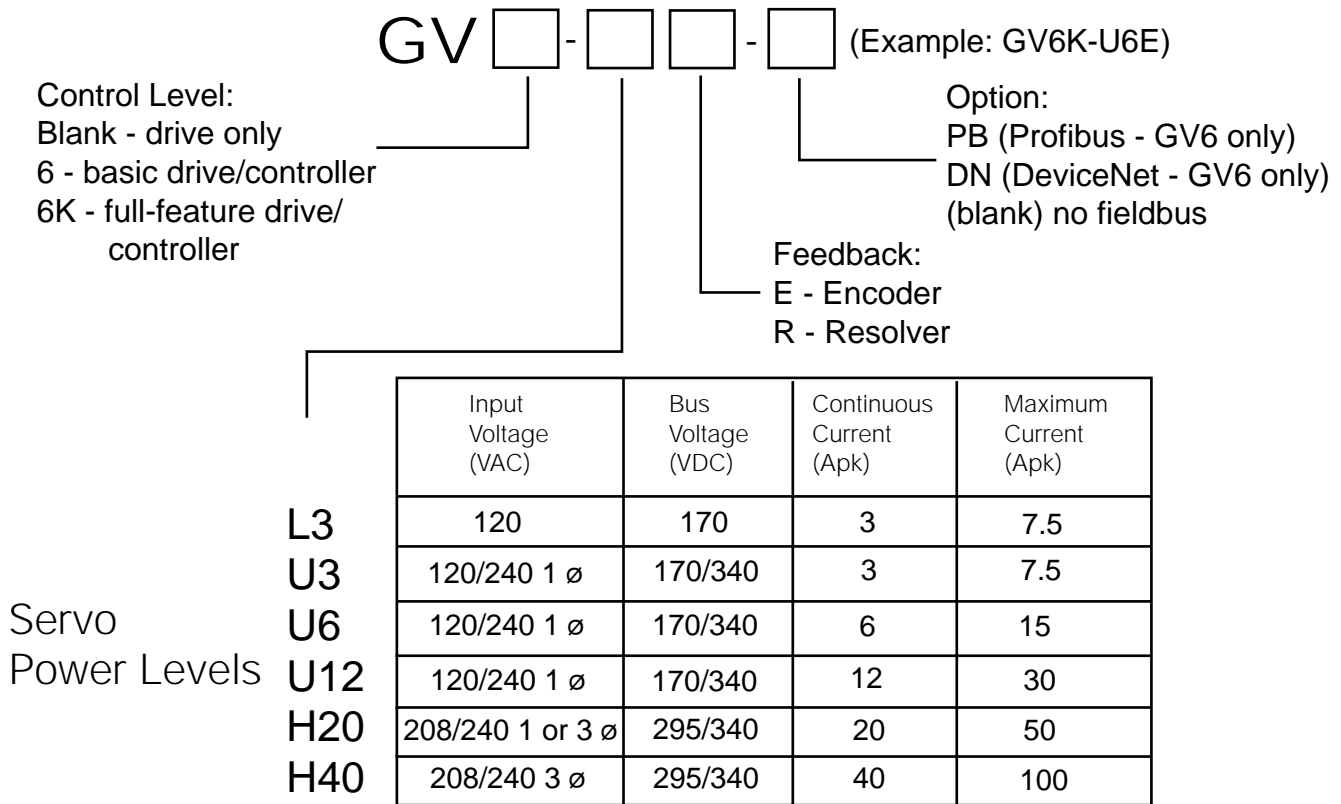 GV - - (Example: GV6K-U6E)
Control Level:
Blank - drive only
6 - basic drive/controller
6K - full-feature drive/
controller
Option:
PB (Profibus - GV6 only)
DN (DeviceNet - GV6 only)
(blank) no fieldbus
Feedback:
E - Encoder
R - Resolver
Servo
Power Levels
Input
Voltage
(VAC)
Bus
Voltage
(VDC)
Continuous
Current
(Apk)
Maximum
Current
(Apk)
L3 120 170 3 7.5
U3 120/240 1 ø 170/340 3 7.5
U6 120/240 1 ø 170/340 6 15
U12 120/240 1 ø 170/340 12 30
H20 208/240 1 or 3 ø 295/340 20 50
H40 208/240 3 ø 295/340 40 100